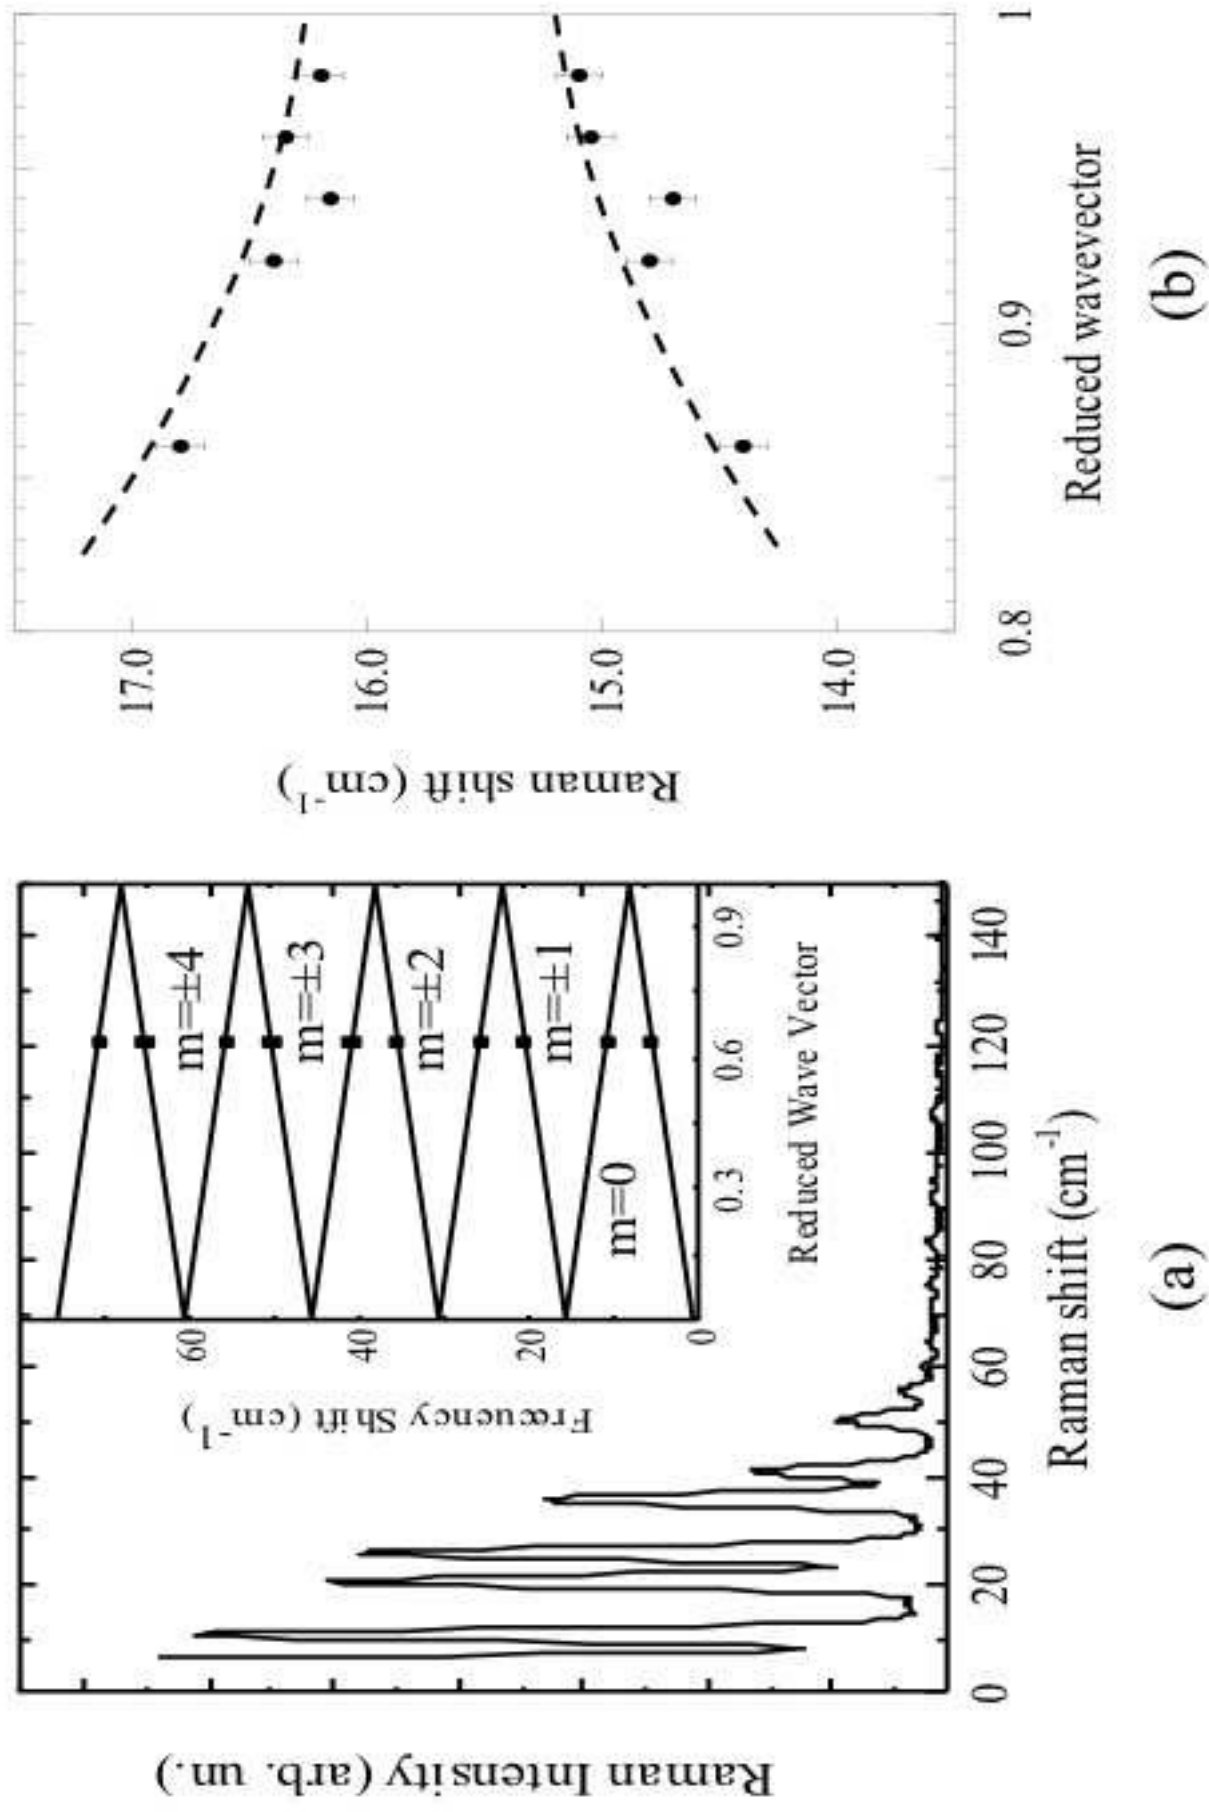 Raman Intensity (arb. un.)
Frequency Shift (cm-1)
60
40
20
0
m=±4
m=±3
m=±2
m=±1
m=0
0.3
0.6
0.9
Reduced Wave Vector
0
20
40
60
80
100
120
140
Raman shift (cm-1)
(a)
Raman shift (cm-1)
17.0
16.0
15.0
14.0
0.8
0.9
1
Reduced wavevector
(b)